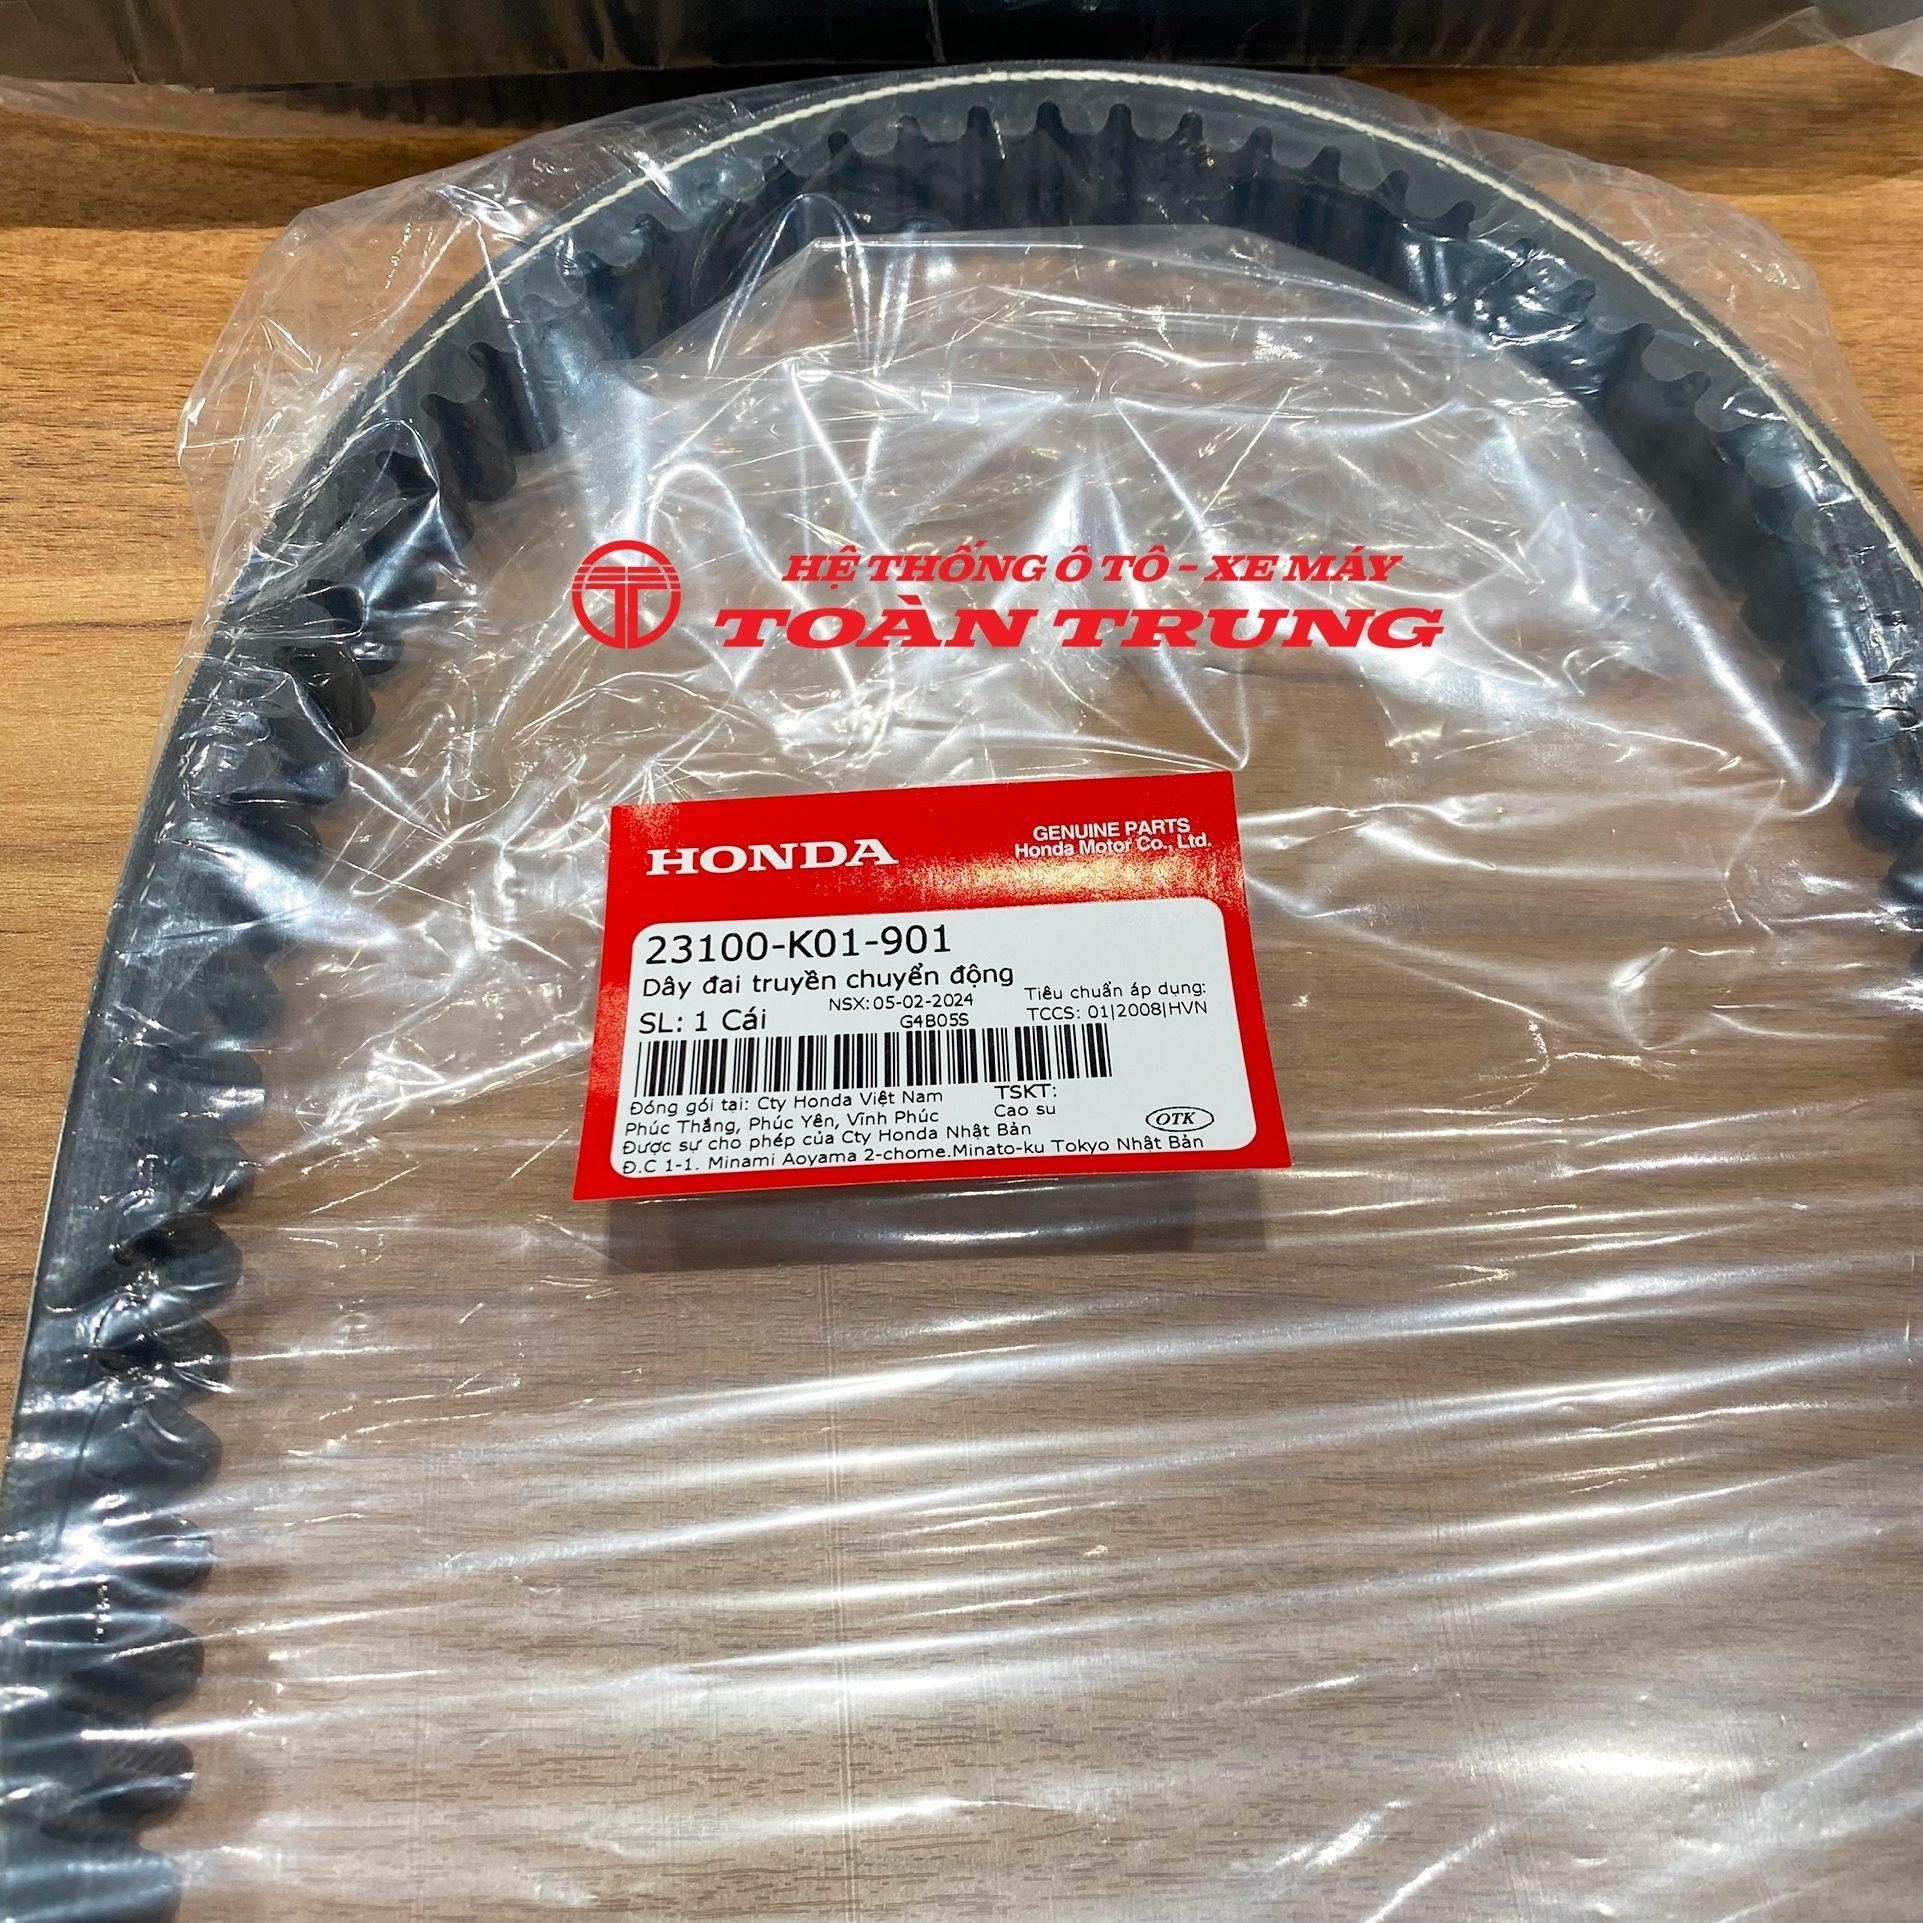 HỆ THỐNG Ô TÔ - XE MÁY
TOÀN TRUNG
HONDA
GENUINE PARTS
Honda Motor Co., Ltd.
23100-K01-901
Dây đai truyền chuyển động
SL: 1 Cái
NSX: 05-02-2024
G4B05S
Tiêu chuẩn áp dụng:
TCCS: 01|2008|HVN
Đóng gói tại: Cty Honda Việt Nam
Phúc Thắng, Phúc Yên, Vĩnh Phúc
TSKT:
Cao su
Được sự cho phép của Cty Honda Nhật Bản
Đ.C 1-1. Minami Aoyama 2-chome.Minato-ku Tokyo Nhật Bản
OTK